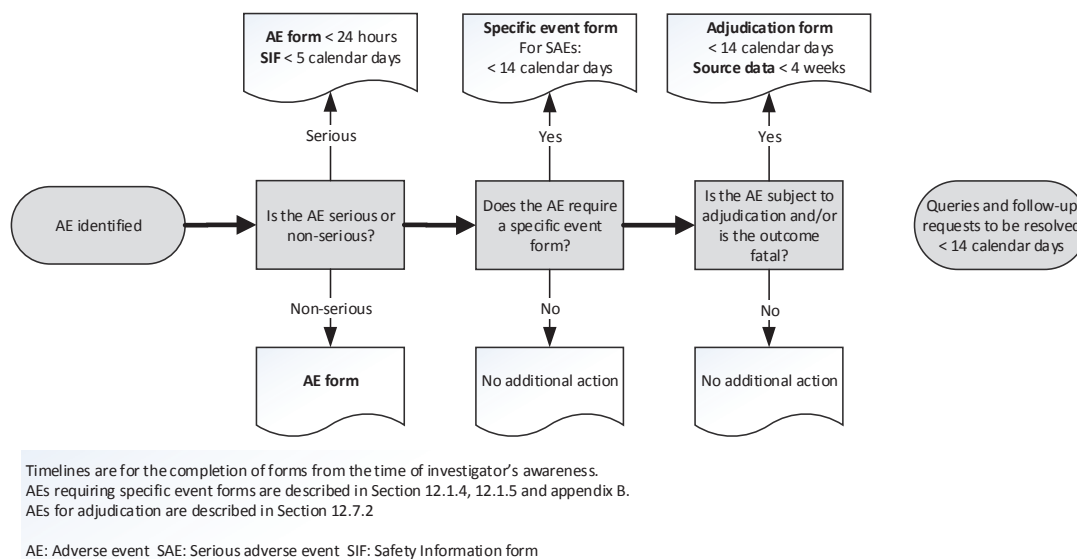 AE form < 24 hours
SIF < 5 calendar days
Specific event form
For SAEs:
< 14 calendar days
Adjudication form
< 14 calendar days
Source data < 4 weeks
Serious
Yes
Yes
AE identified
Is the AE serious or
non-serious?
Does the AE require
a specific event
form?
Is the AE subject to
adjudication and/or
is the outcome
fatal?
Queries and follow-up
requests to be resolved
< 14 calendar days
Non-serious
No
No
AE form
No additional action
No additional action
Timelines are for the completion of forms from the time of investigator's awareness.
AEs requiring specific event forms are described in Section 12.1.4, 12.1.5 and appendix B.
AEs for adjudication are described in Section 12.7.2
AE: Adverse event SAE: Serious adverse event SIF: Safety Information form